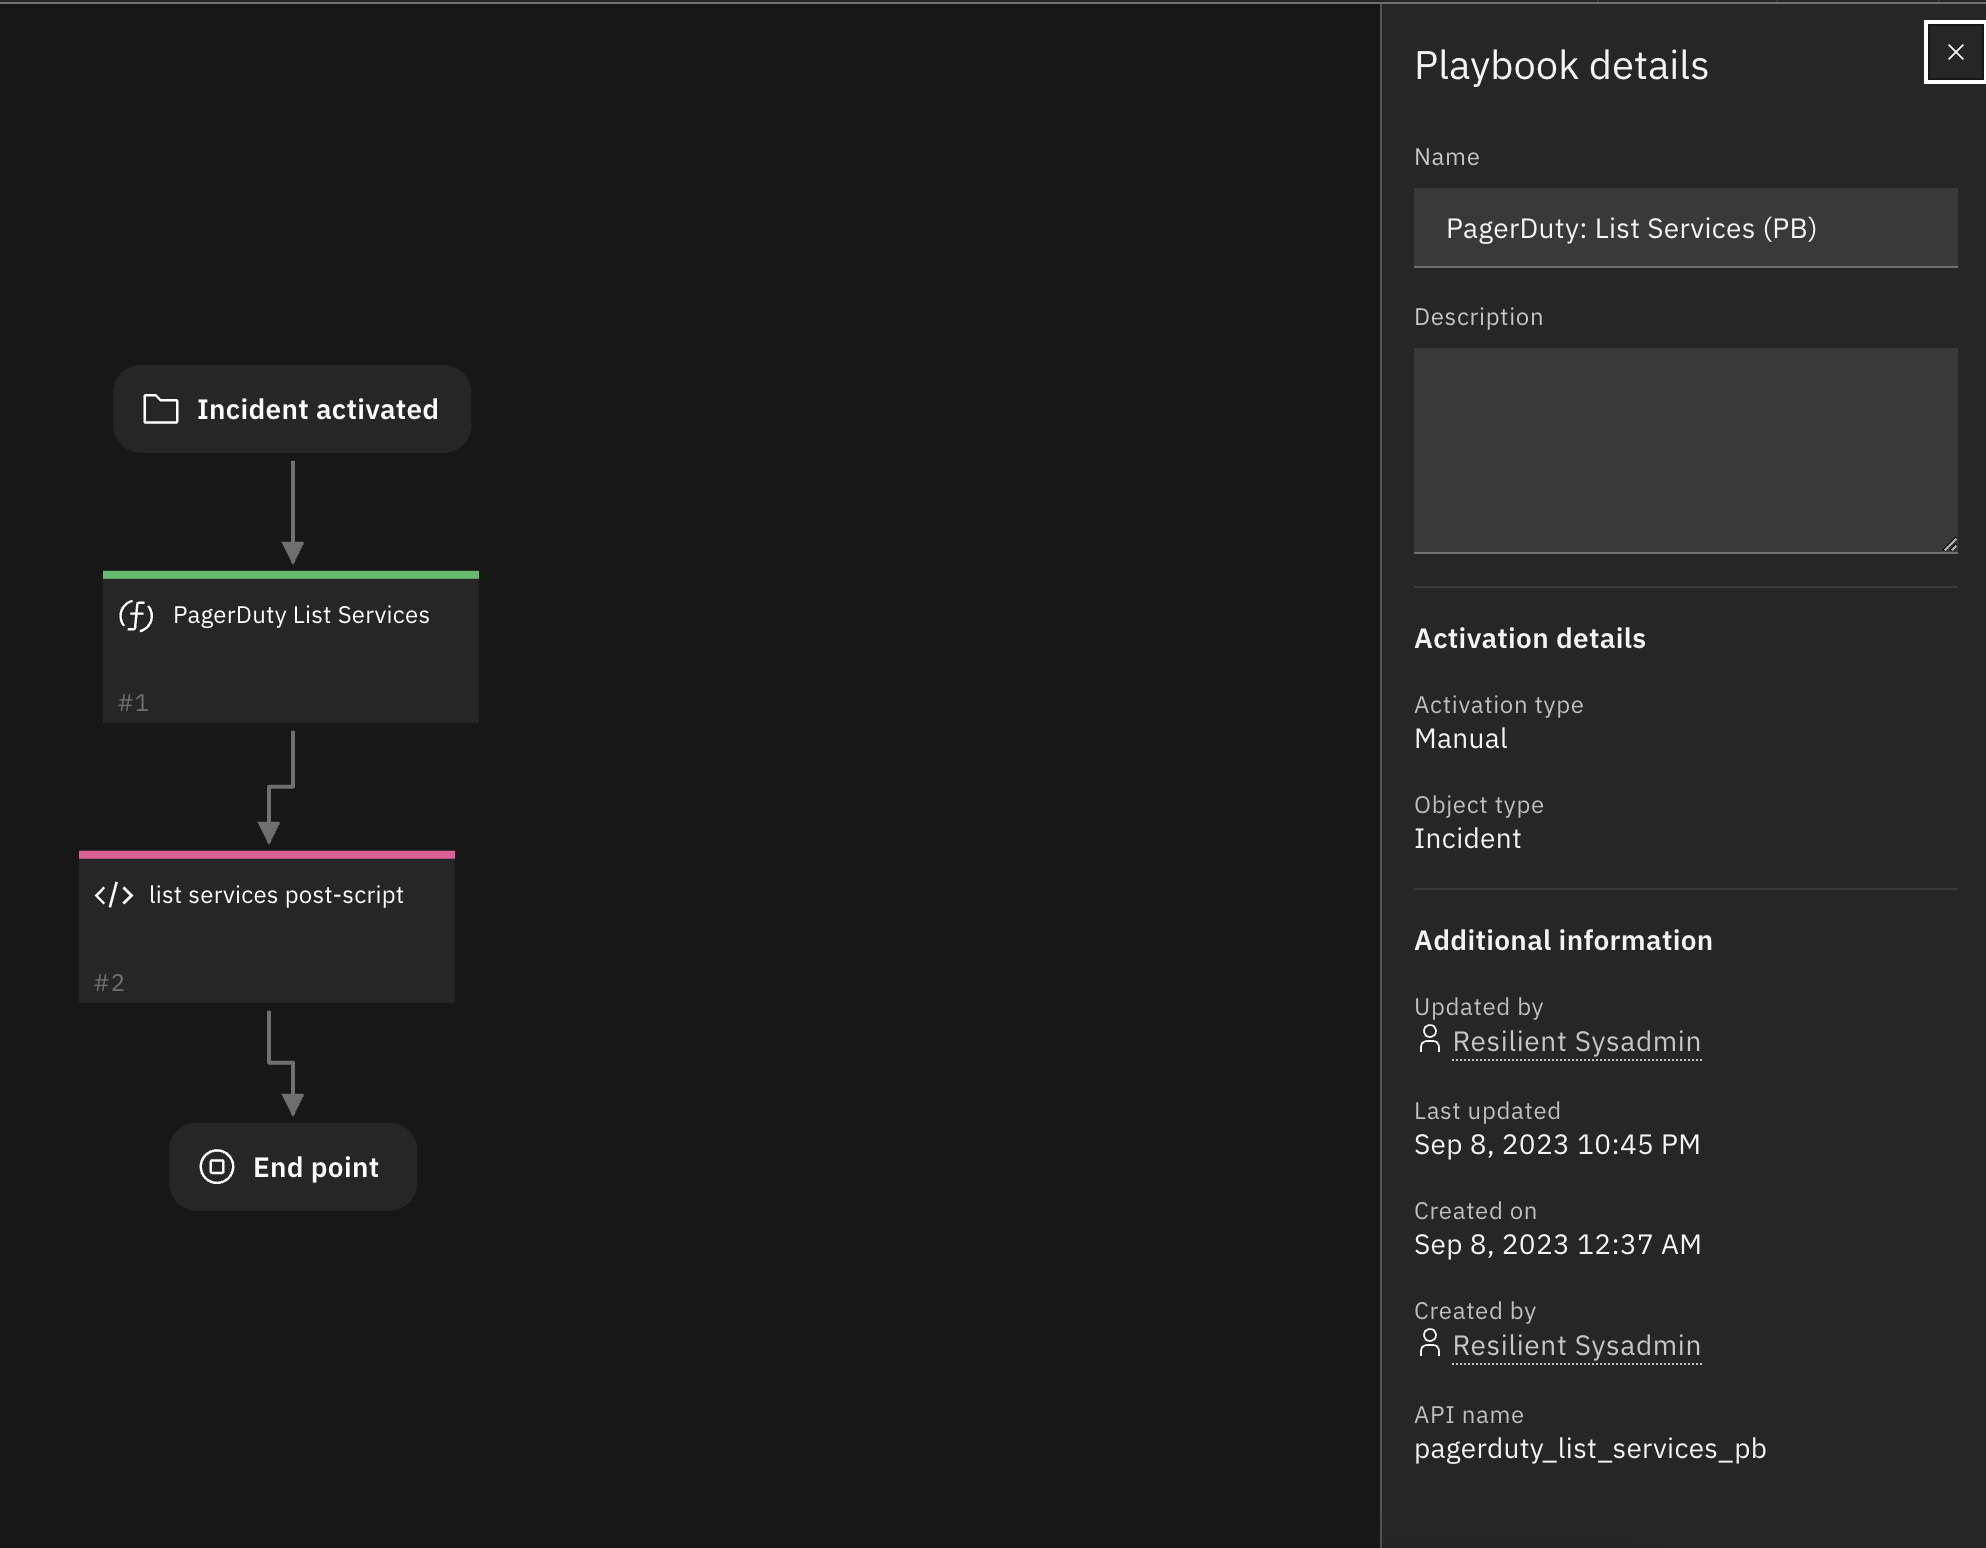 Incident activated
PagerDuty List Services
#1
list services post-script
#2
End point
Playbook details
Name
PagerDuty: List Services (PB)
Description
Activation details
Activation type
Manual
Object type
Incident
Additional information
Updated by
Resilient Sysadmin
Last updated
Sep 8, 2023 10:45 PM
Created on
Sep 8, 2023 12:37 AM
Created by
Resilient Sysadmin
API name
pagerduty_list_services_pb